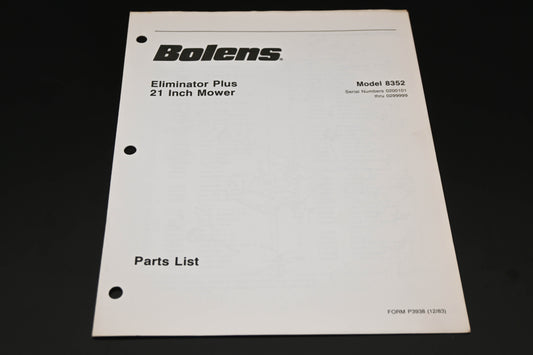 Bolens®
Eliminator Plus
21 Inch Mower
Model 8352
Serial Numbers 0200101
thru 0299999
Parts List
FORM P3938 (12/83)